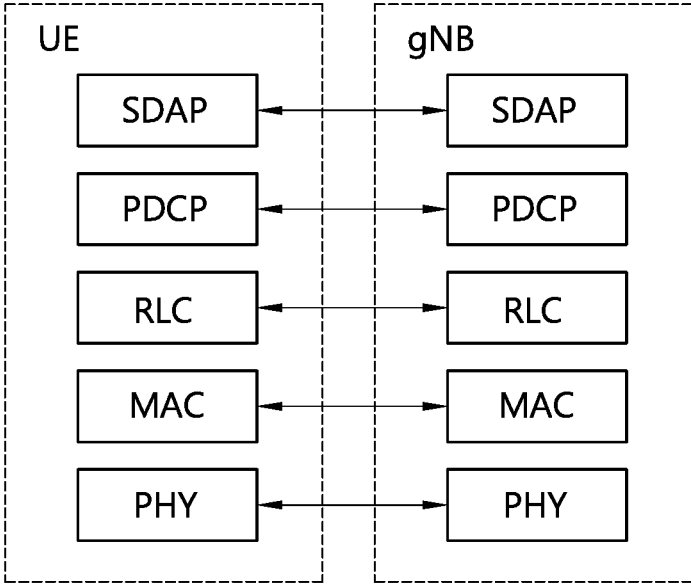 UE gNB
SDAP SDAP
PDCP PDCP
RLC RLC
MAC MAC
PHY PHY